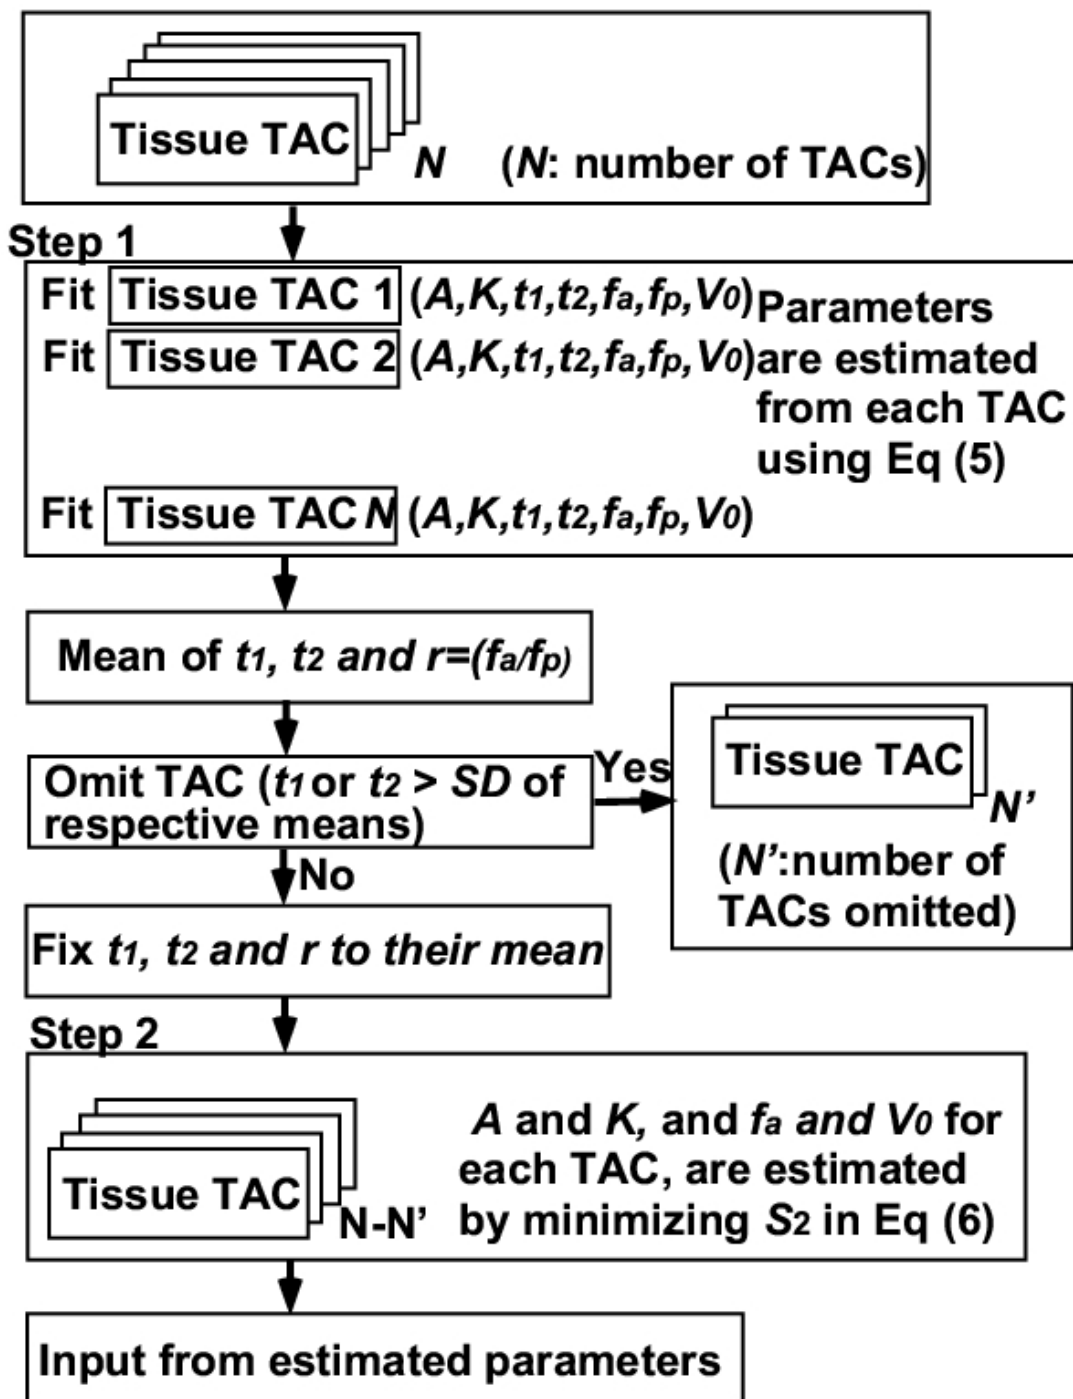 Tissue TAC
N (N: number of TACs)
Step 1
Fit Tissue TAC 1 (A,K,t1,t2,fa,fp,V0)
Fit Tissue TAC 2 (A,K,t1,t2,fa,fp,V0)
Parameters
are estimated
from each TAC
using Eq (5)
Fit Tissue TAC N (A,K,t1,t2,fa,fp,V0)
Mean of t1, t2 and r=(fa/fp)
Omit TAC (t1 or t2 > SD of
respective means)
Yes
Tissue TAC
N’
(N’:number of
TACs omitted)
No
Fix t1, t2 and r to their mean
Step 2
Tissue TAC
N-N’
A and K, and fa and V0 for
each TAC, are estimated
by minimizing S2 in Eq (6)
Input from estimated parameters